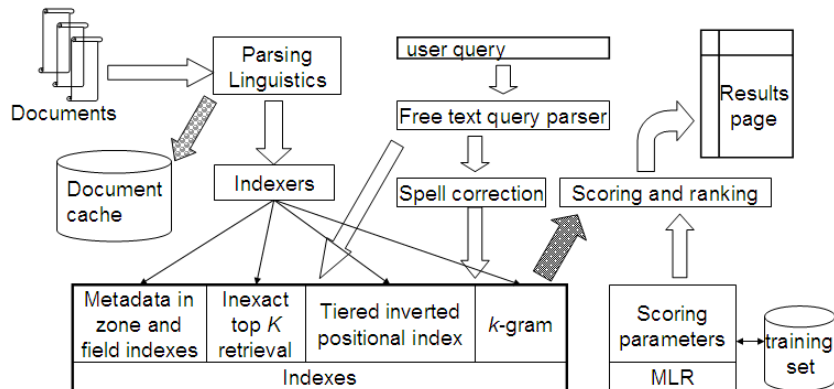 Documents
Parsing
Linguistics
user query
Results
page
Free text query parser
Document
cache
Indexers
Spell correction
Scoring and ranking
Metadata in
zone and
field indexes
Inexact
top K
retrieval
Tiered inverted
positional index
k-gram
Indexes
Scoring
parameters
MLR
training
set